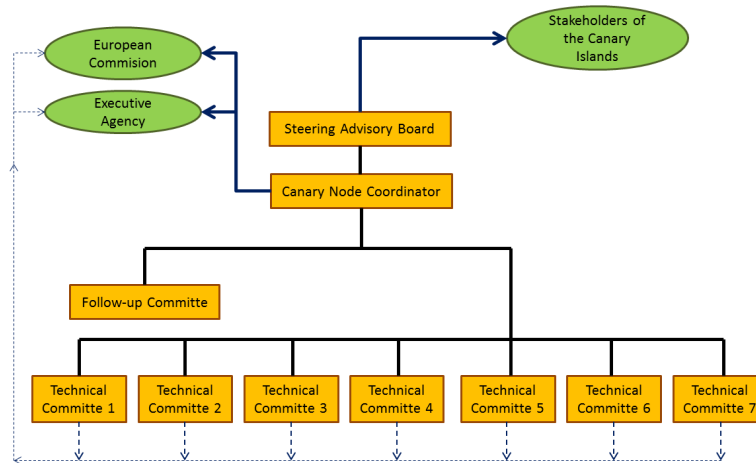 European
Commision
Stakeholders of
the Canary
Islands
Executive
Agency
Steering Advisory Board
Canary Node Coordinator
Follow-up Committe
Technical
Committe 1
Technical
Committe 2
Technical
Committe 3
Technical
Committe 4
Technical
Committe 5
Technical
Committe 6
Technical
Committe 7